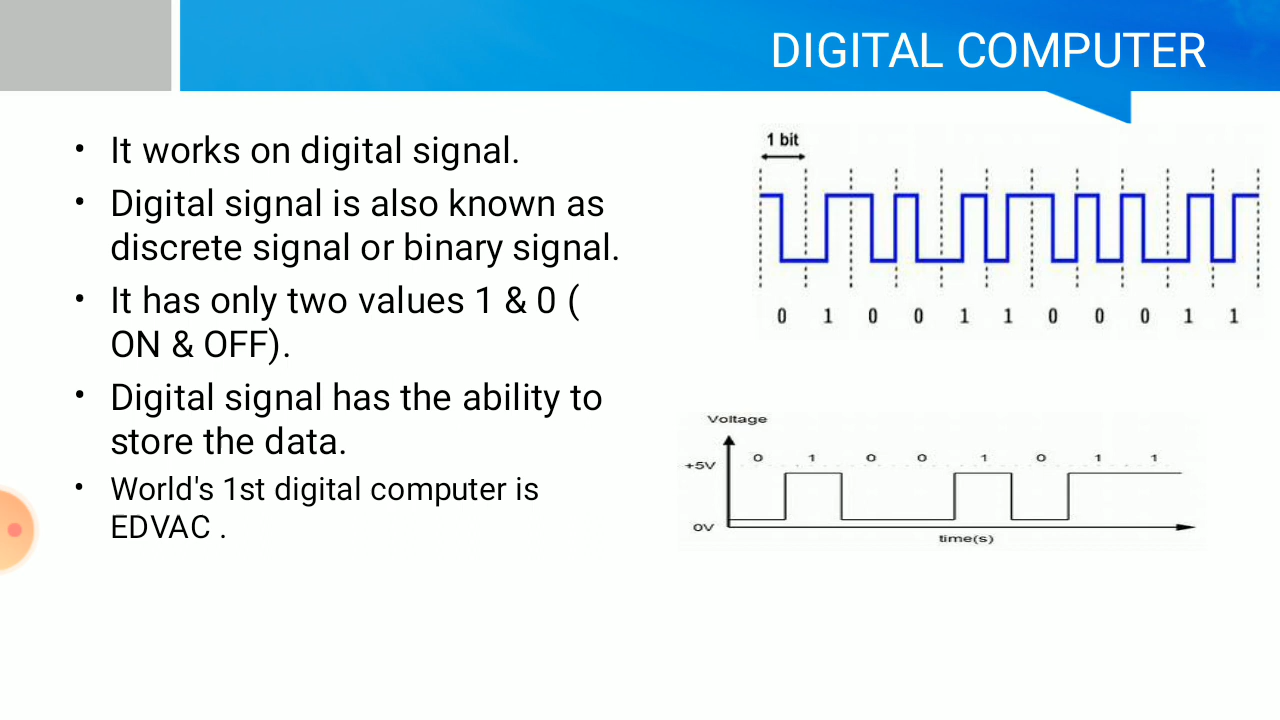 DIGITAL COMPUTER
• It works on digital signal.
• Digital signal is also known as
discrete signal or binary signal.
• It has only two values 1 & 0 (
ON & OFF).
• Digital signal has the ability to
store the data.
• World's 1st digital computer is
EDVAC .
1 bit
0 1 0 0 1 1 0 0 0 1 1
Voltage
+5V
0 1 0 0 1 0 1 1
0V
time(s)